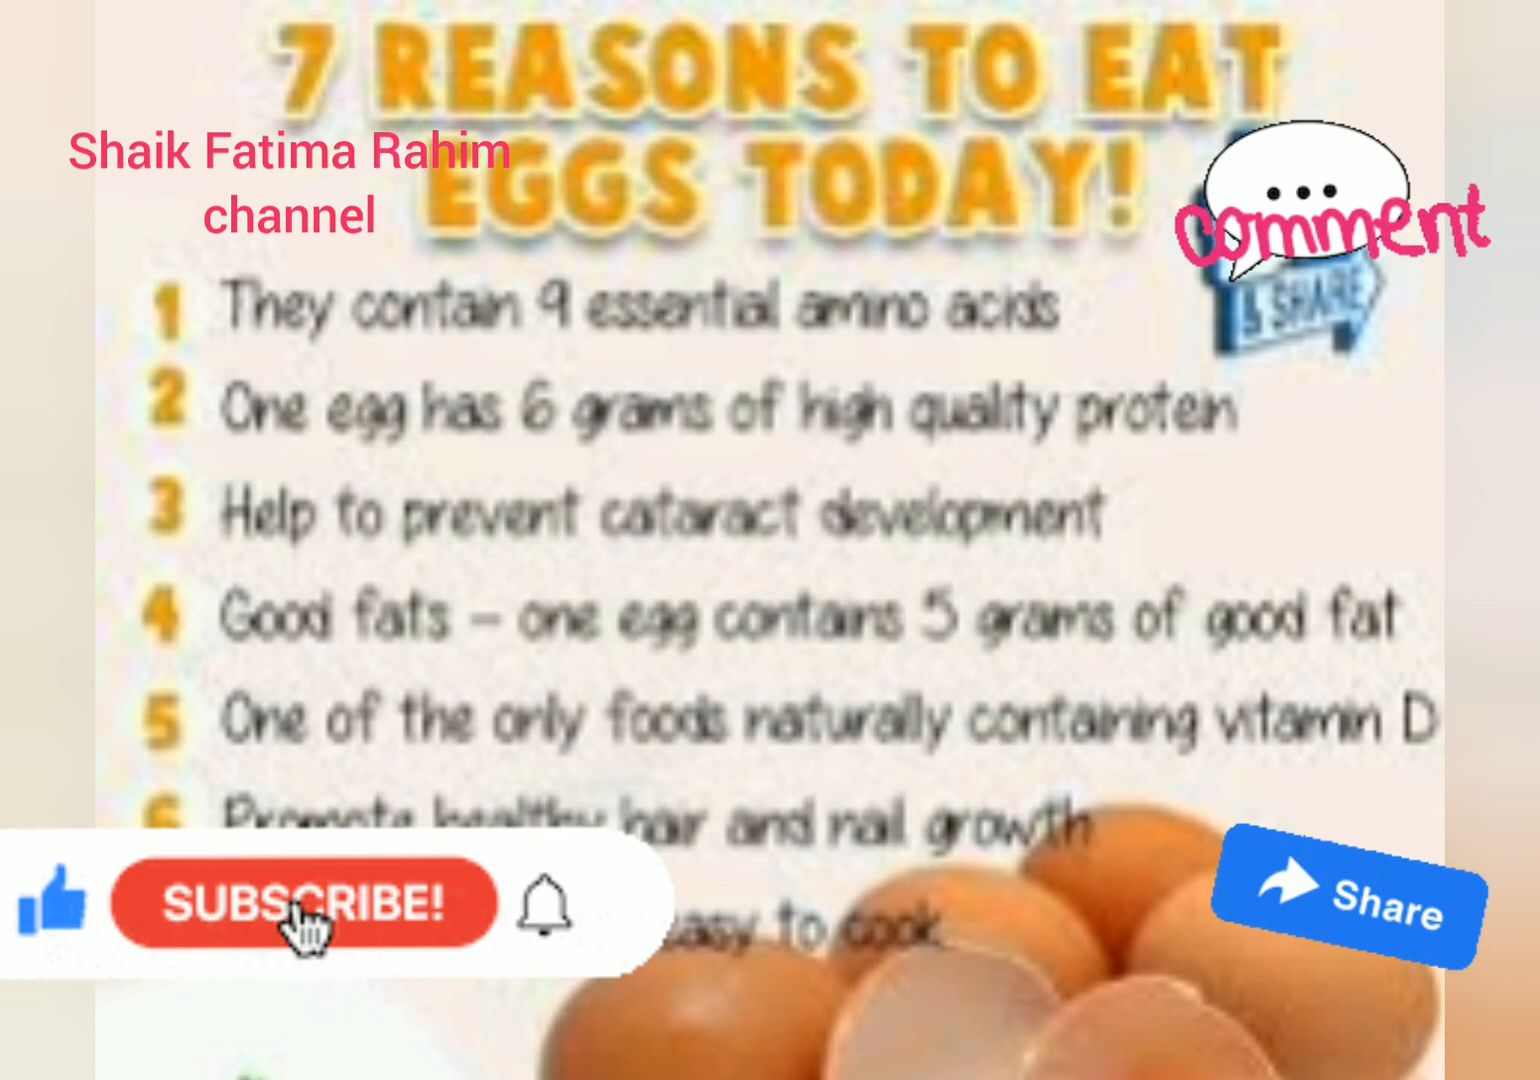 7 REASONS TO EAT
EGGS TODAY!
Shaik Fatima Rahim
channel
comment
& SHARE
1 They contain 9 essential amino acids
2 One egg has 6 grams of high quality protein
3 Help to prevent cataract development
4 Good fats – one egg contains 5 grams of good fat
5 One of the only foods naturally containing vitamin D
6 Promote healthy hair and nail growth
easy to cook
SUBSCRIBE!
Share